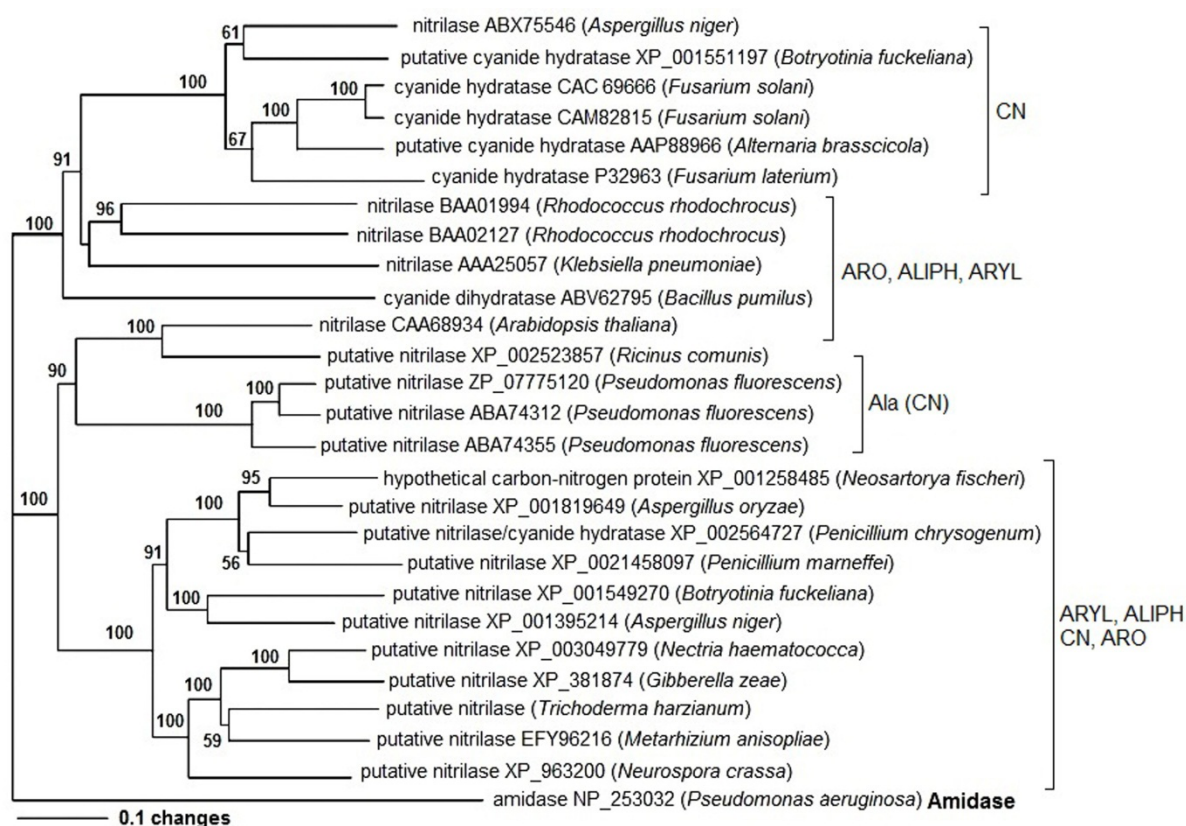 nitrilase ABX75546 (Aspergillus niger)
61
putative cyanide hydratase XP_001551197 (Botryotinia fuckeliana)
100
100
cyanide hydratase CAC 69666 (Fusarium solani)
100
CN
cyanide hydratase CAM82815 (Fusarium solani)
67
putative cyanide hydratase AAP88966 (Alternaria brasscicola)
91
cyanide hydratase P32963 (Fusarium laterium)
96
nitrilase BAA01994 (Rhodococcus rhodochrocus)
100
nitrilase BAA02127 (Rhodococcus rhodochrocus)
nitrilase AAA25057 (Klebsiella pneumoniae)
ARO, ALIPH, ARYL
cyanide dihydratase ABV62795 (Bacillus pumilus)
100
nitrilase CAA68934 (Arabidopsis thaliana)
putative nitrilase XP_002523857 (Ricinus comunis)
90
100
putative nitrilase ZP_07775120 (Pseudomonas fluorescens)
100
Ala (CN)
putative nitrilase ABA74312 (Pseudomonas fluorescens)
putative nitrilase ABA74355 (Pseudomonas fluorescens)
95
hypothetical carbon-nitrogen protein XP_001258485 (Neosartorya fischeri)
100
100
putative nitrilase XP_001819649 (Aspergillus oryzae)
putative nitrilase/cyanide hydratase XP_002564727 (Penicillium chrysogenum)
91
56
putative nitrilase XP_0021458097 (Penicillium marneffei)
100
putative nitrilase XP_001549270 (Botryotinia fuckeliana)
ARYL, ALIPH
CN, ARO
putative nitrilase XP_001395214 (Aspergillus niger)
100
100
putative nitrilase XP_003049779 (Nectria haematococca)
100
putative nitrilase XP_381874 (Gibberella zeae)
putative nitrilase (Trichoderma harzianum)
100
59
putative nitrilase EFY96216 (Metarhizium anisopliae)
putative nitrilase XP_963200 (Neurospora crassa)
amidase NP_253032 (Pseudomonas aeruginosa) Amidase
0.1 changes